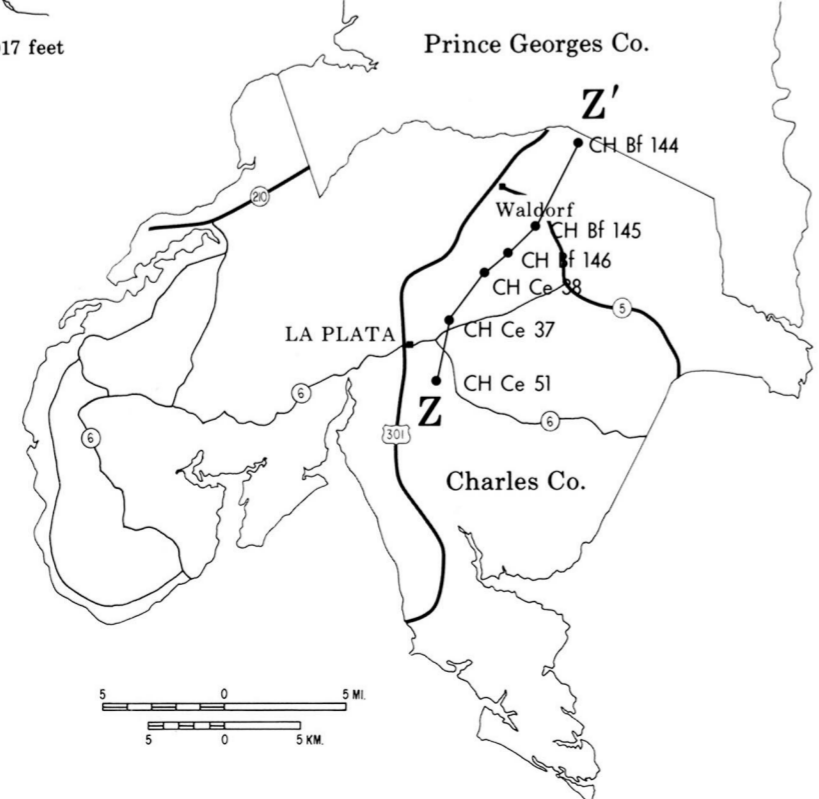 17 feet
Prince Georges Co.
Z'
CH Bf 144
210
Waldorf
CH Bf 145
CH Bf 146
CH Ce 38
5
CH Ce 37
LA PLATA
CH Ce 51
6
Z
6
6
301
Charles Co.
5 0 5 MI.
5 0 5 KM.